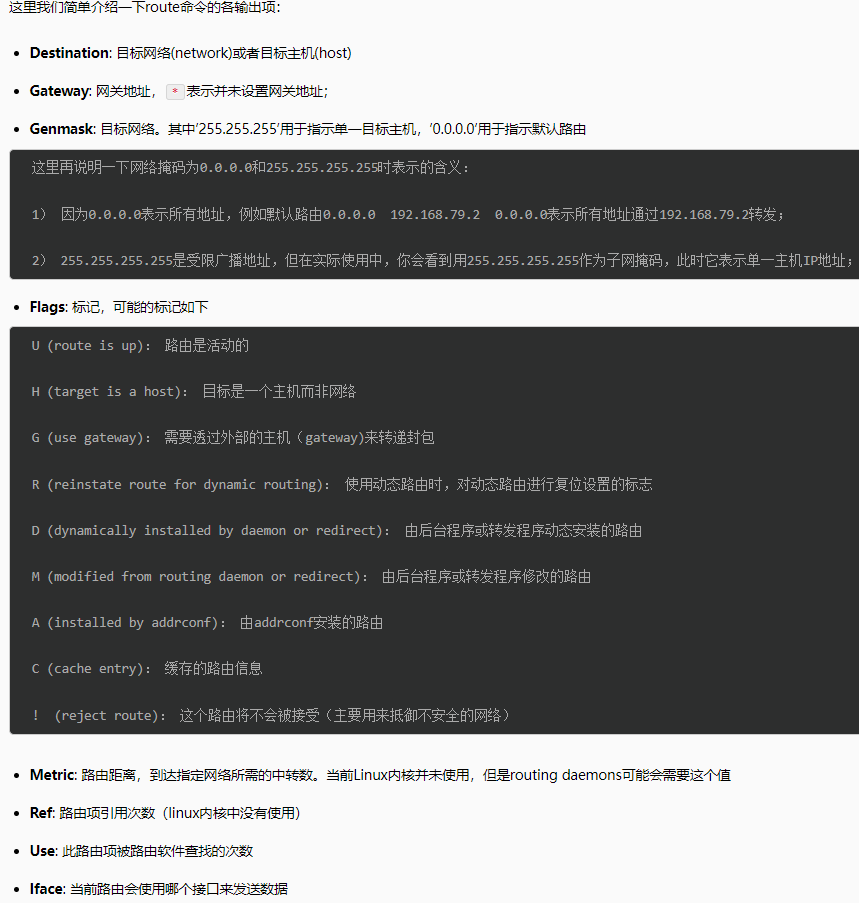 这里我们简单介绍一下route命令的各输出项：
Destination: 目标网络(network)或者目标主机(host)
Gateway: 网关地址， * 表示并未设置网关地址；
Genmask: 目标网络。其中'255.255.255'用于指示单一目标主机，'0.0.0.0'用于指示默认路由
这里再说明一下网络掩码为0.0.0.0和255.255.255.255时表示的含义：
1） 因为0.0.0.0表示所有地址，例如默认路由0.0.0.0 192.168.79.2 0.0.0.0表示所有地址通过192.168.79.2转发；
2） 255.255.255.255是受限广播地址，但在实际使用中，你会看到用255.255.255.255作为子网掩码，此时它表示单一主机IP地址；
Flags: 标记，可能的标记如下
U (route is up)： 路由是活动的
H (target is a host)： 目标是一个主机而非网络
G (use gateway)： 需要透过外部的主机（gateway)来转递封包
R (reinstate route for dynamic routing)： 使用动态路由时，对动态路由进行复位设置的标志
D (dynamically installed by daemon or redirect)： 由后台程序或转发程序动态安装的路由
M (modified from routing daemon or redirect)： 由后台程序或转发程序修改的路由
A (installed by addrconf)： 由addrconf安装的路由
C (cache entry)： 缓存的路由信息
! (reject route)： 这个路由将不会被接受（主要用来抵御不安全的网络）
Metric: 路由距离，到达指定网络所需的中转数。当前Linux内核并未使用，但是routing daemons可能会需要这个值
Ref: 路由项引用次数（linux内核中没有使用）
Use: 此路由项被路由软件查找的次数
Iface: 当前路由会使用哪个接口来发送数据